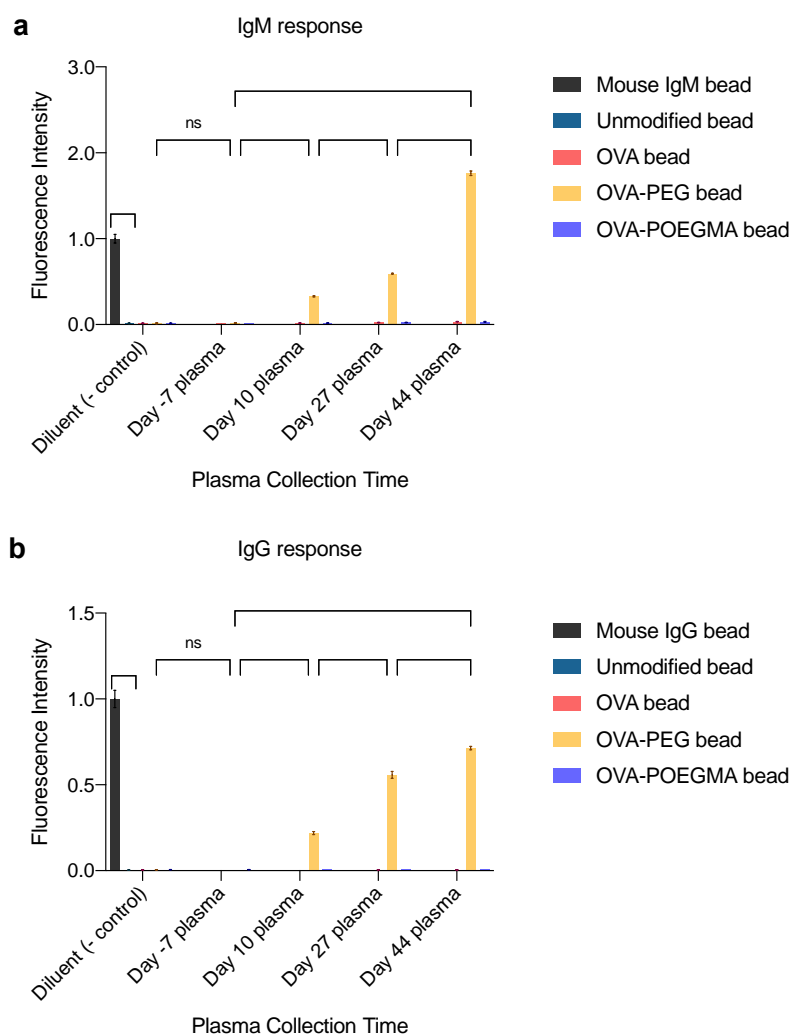 a
IgM response
3.0
2.0
1.0
0.0
Fluorescence Intensity
ns
Mouse IgM bead
Unmodified bead
OVA bead
OVA-PEG bead
OVA-POEGMA bead
Diluent (- control)
Day -7 plasma
Day 10 plasma
Day 27 plasma
Day 44 plasma
Plasma Collection Time
b
IgG response
1.5
1.0
0.5
0.0
Fluorescence Intensity
ns
Mouse IgG bead
Unmodified bead
OVA bead
OVA-PEG bead
OVA-POEGMA bead
Diluent (- control)
Day -7 plasma
Day 10 plasma
Day 27 plasma
Day 44 plasma
Plasma Collection Time